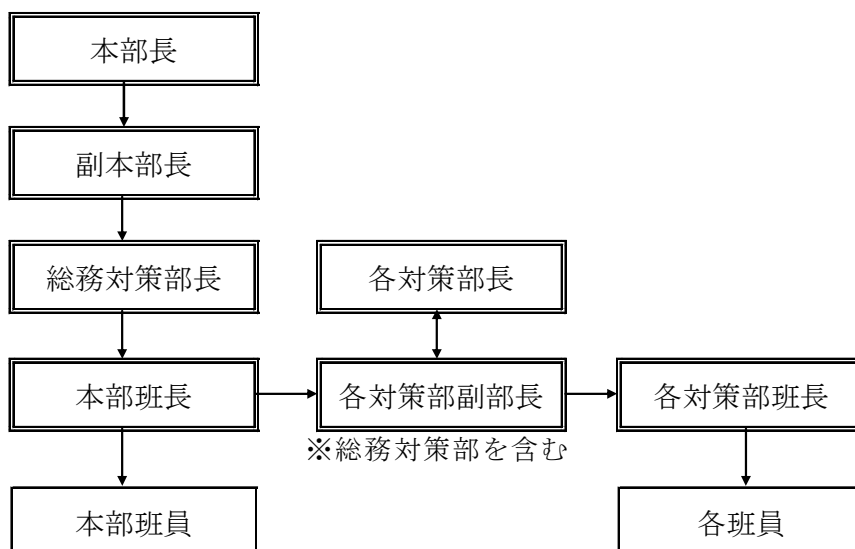 本部長
副本部長
総務対策部長
各対策部長
本部班長
各対策部副部長
各対策部班長
※総務対策部を含む
本部班員
各班員